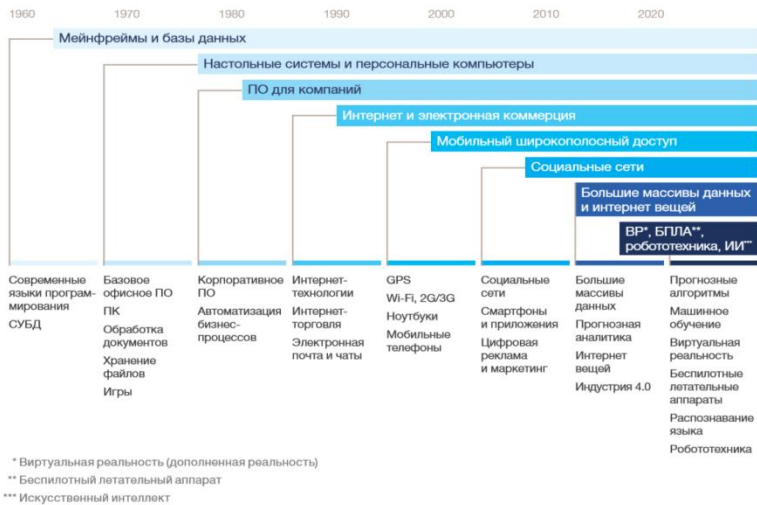 1960 1970 1980 1990 2000 2010 2020
Мейнфреймы и базы данных
Настольные системы и персональные компьютеры
ПО для компаний
Интернет и электронная коммерция
Мобильный широкополосный доступ
Социальные сети
Большие массивы данных
и интернет вещей
ВР*, БПЛА**,
робототехника, ИИ***
Современные
языки програм-
мирования
СУБД
Базовое
офисное ПО
ПК
Обработка
документов
Хранение
файлов
Игры
Корпоративное
ПО
Автоматизация
бизнес-
процессов
Интернет-
технологии
Интернет-
торговля
Электронная
почта и чаты
GPS
Wi-Fi, 2G/3G
Ноутбуки
Мобильные
телефоны
Социальные
сети
Смартфоны
и приложения
Цифровая
реклама
и маркетинг
Большие
массивы
данных
Прогнозная
аналитика
Интернет
вещей
Индустрия 4.0
Прогнозные
алгоритмы
Машинное
обучение
Виртуальная
реальность
Беспилотные
летательные
аппараты
Распознавание
языка
Робототехника
* Виртуальная реальность (дополненная реальность)
** Беспилотный летательный аппарат
*** Искусственный интеллект